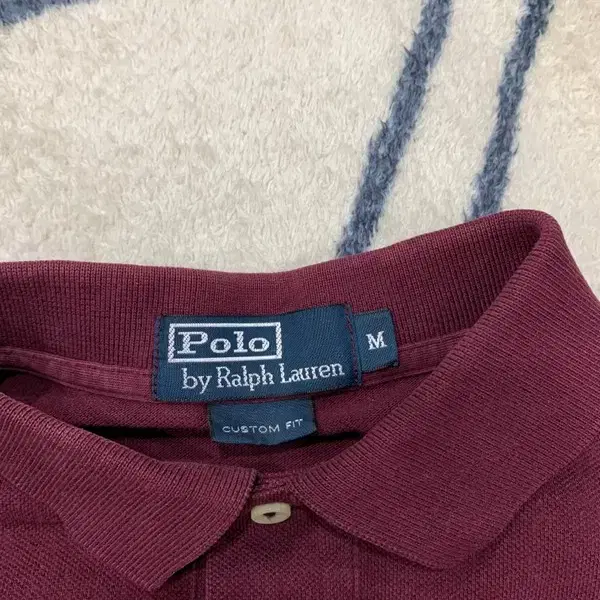 Polo
by Ralph Lauren
M
CUSTOM FIT